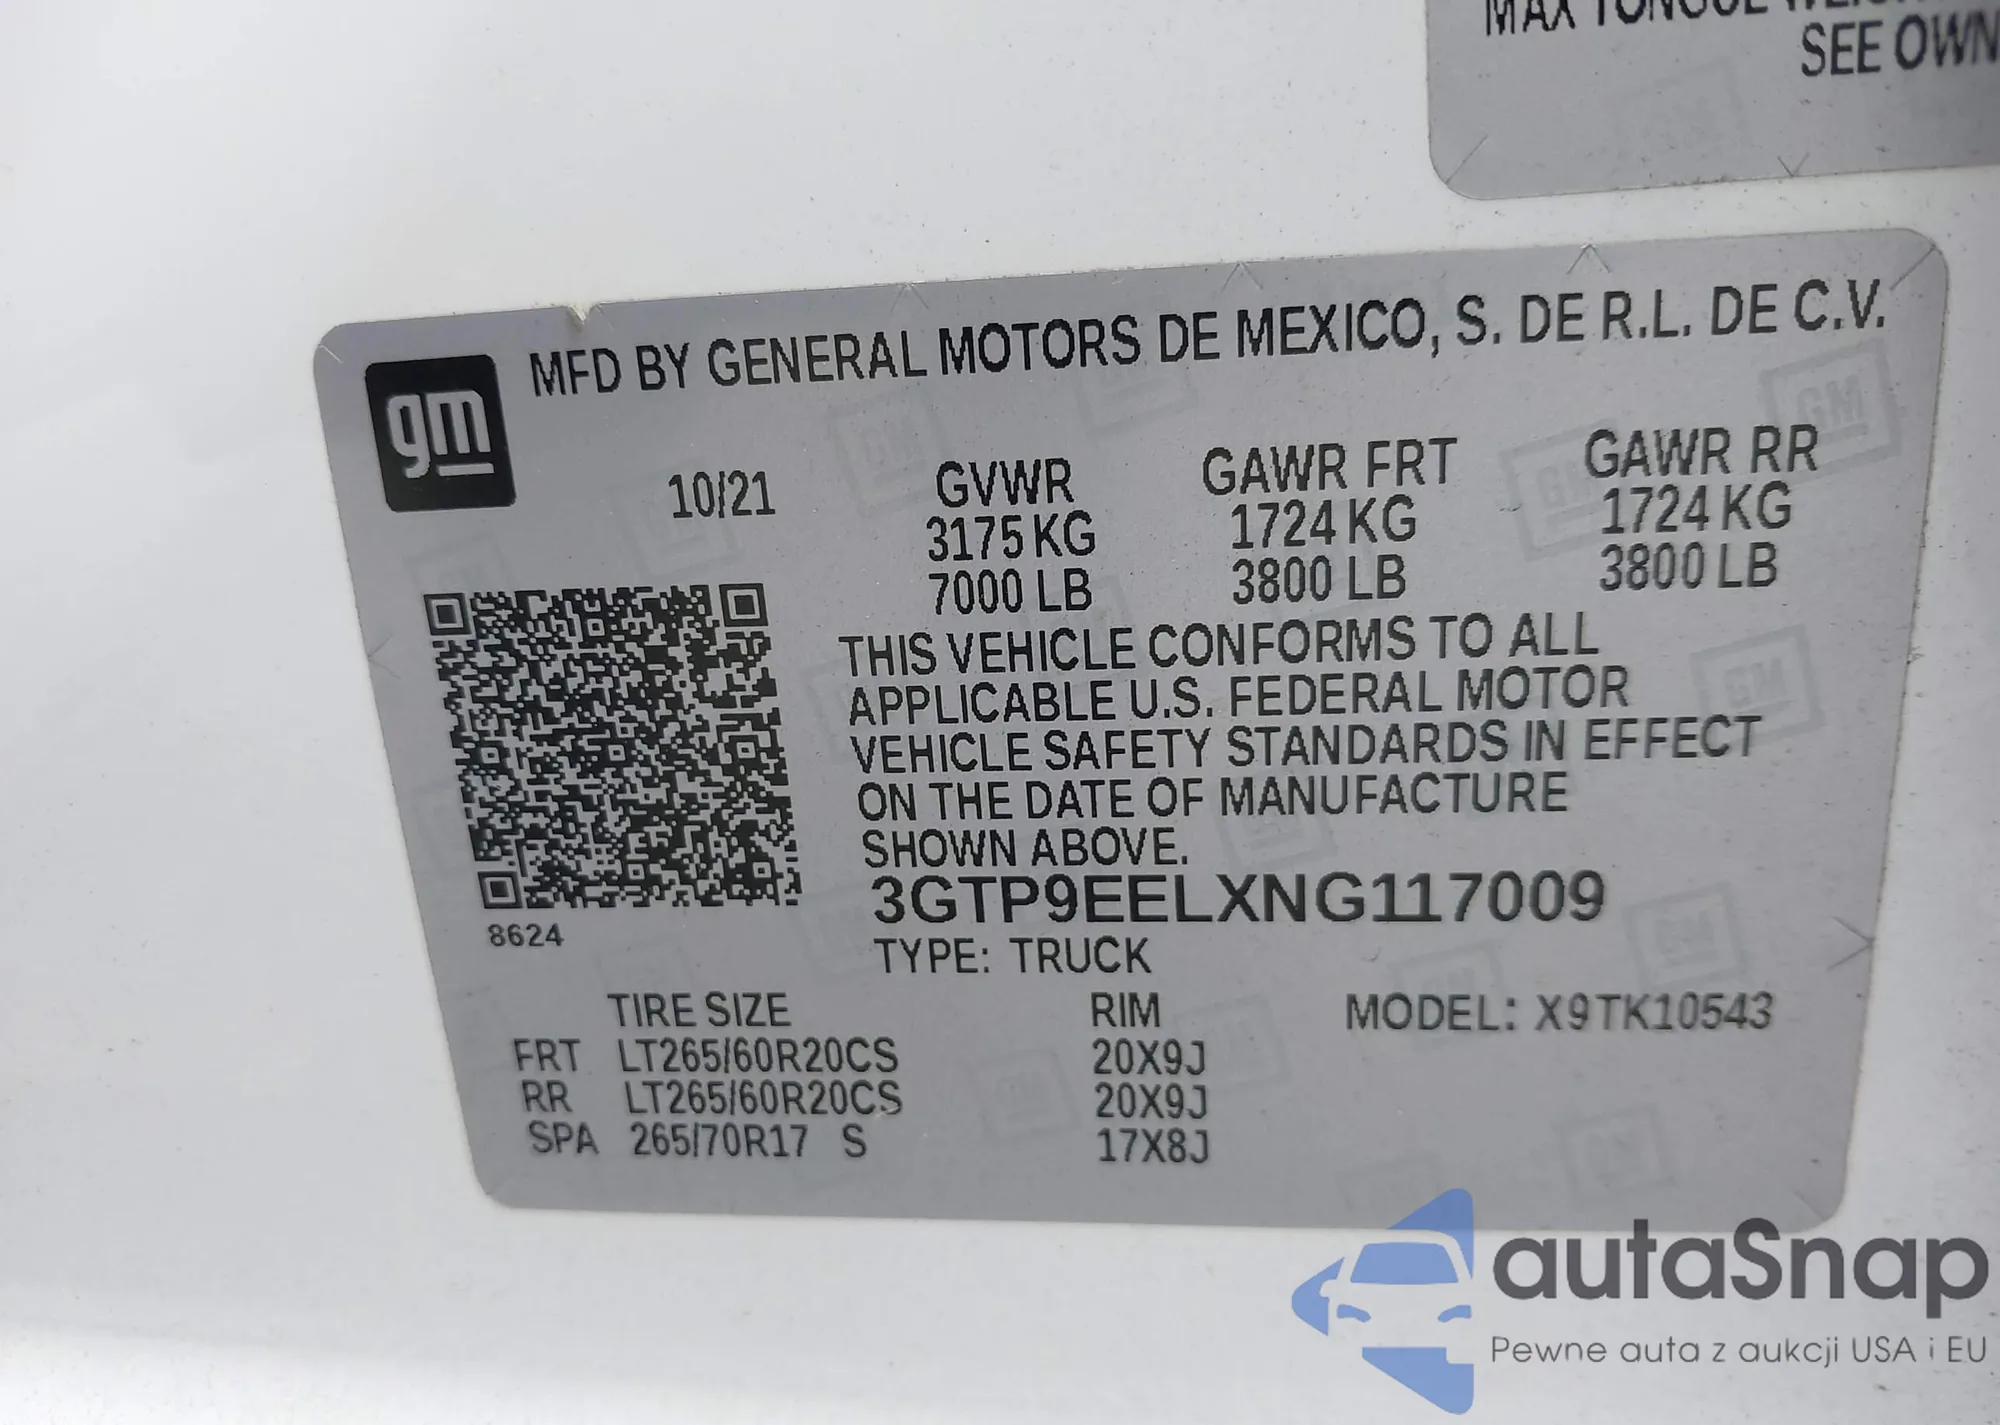 MAX TONGUE
SEE OWN
gm
MFD BY GENERAL MOTORS DE MEXICO, S. DE R.L. DE C.V.
10/21 GVWR GAWR FRT GAWR RR
3175 KG 1724 KG 1724 KG
7000 LB 3800 LB 3800 LB
THIS VEHICLE CONFORMS TO ALL
APPLICABLE U.S. FEDERAL MOTOR
VEHICLE SAFETY STANDARDS IN EFFECT
ON THE DATE OF MANUFACTURE
SHOWN ABOVE.
3GTP9EELXNG117009
8624
TYPE: TRUCK
TIRE SIZE RIM MODEL: X9TK10543
FRT LT265/60R20CS 20X9J
RR LT265/60R20CS 20X9J
SPA 265/70R17 S 17X8J
autaSnap
Pewne auta z aukcji USA i EU